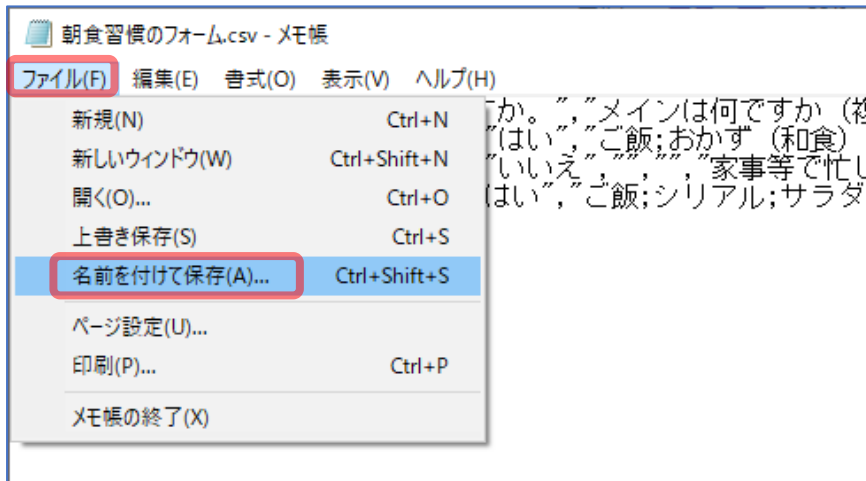 朝食習慣のフォーム.csv - メモ帳
ファイル(F) 編集(E) 書式(O) 表示(V) ヘルプ(H)
新規(N) Ctrl+N
新しいウィンドウ(W) Ctrl+Shift+N
開く(O)... Ctrl+O
上書き保存(S) Ctrl+S
名前を付けて保存(A)... Ctrl+Shift+S
ページ設定(U)...
印刷(P)... Ctrl+P
メモ帳の終了(X)
か。","メインは何ですか（複
"はい","ご飯;おかず（和食）
"いいえ","","","家事等で忙し
はい","ご飯;シリアル;サラダ